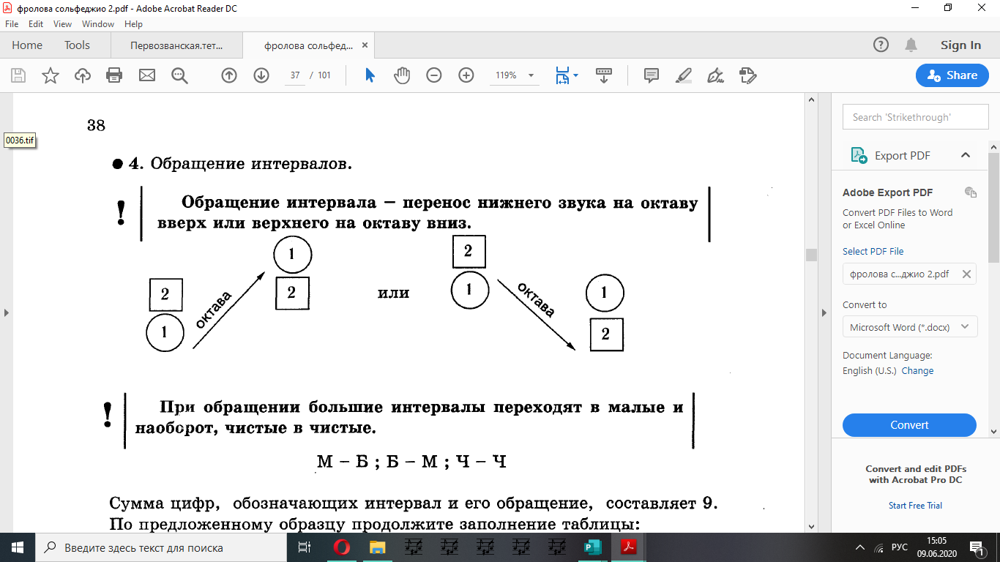 фролова сольфеджио 2.pdf - Adobe Acrobat Reader DC
File Edit View Window Help
Home Tools Первозванская.тет... фролова сольфед... × Sign In
37 / 101 119% Share
38
0036.tif
● 4. Обращение интервалов.
! Обращение интервала – перенос нижнего звука на октаву
вверх или верхнего на октаву вниз.
1 2
2 октава 2 или 1 октава 1
1 2
! При обращении большие интервалы переходят в малые и
наоборот, чистые в чистые.
М – Б ; Б – М ; Ч – Ч
Сумма цифр, обозначающих интервал и его обращение, составляет 9.
По предложенному образцу продолжите заполнение таблицы:
Search 'Strikethrough'
Export PDF
Adobe Export PDF
Convert PDF Files to Word
or Excel Online
Select PDF File
фролова с...джио 2.pdf
Convert to
Microsoft Word (*.docx)
Document Language:
English (U.S.) Change
Convert
Convert and edit PDFs
with Acrobat Pro DC
Start Free Trial
Введите здесь текст для поиска
РУС 15:05
09.06.2020 1